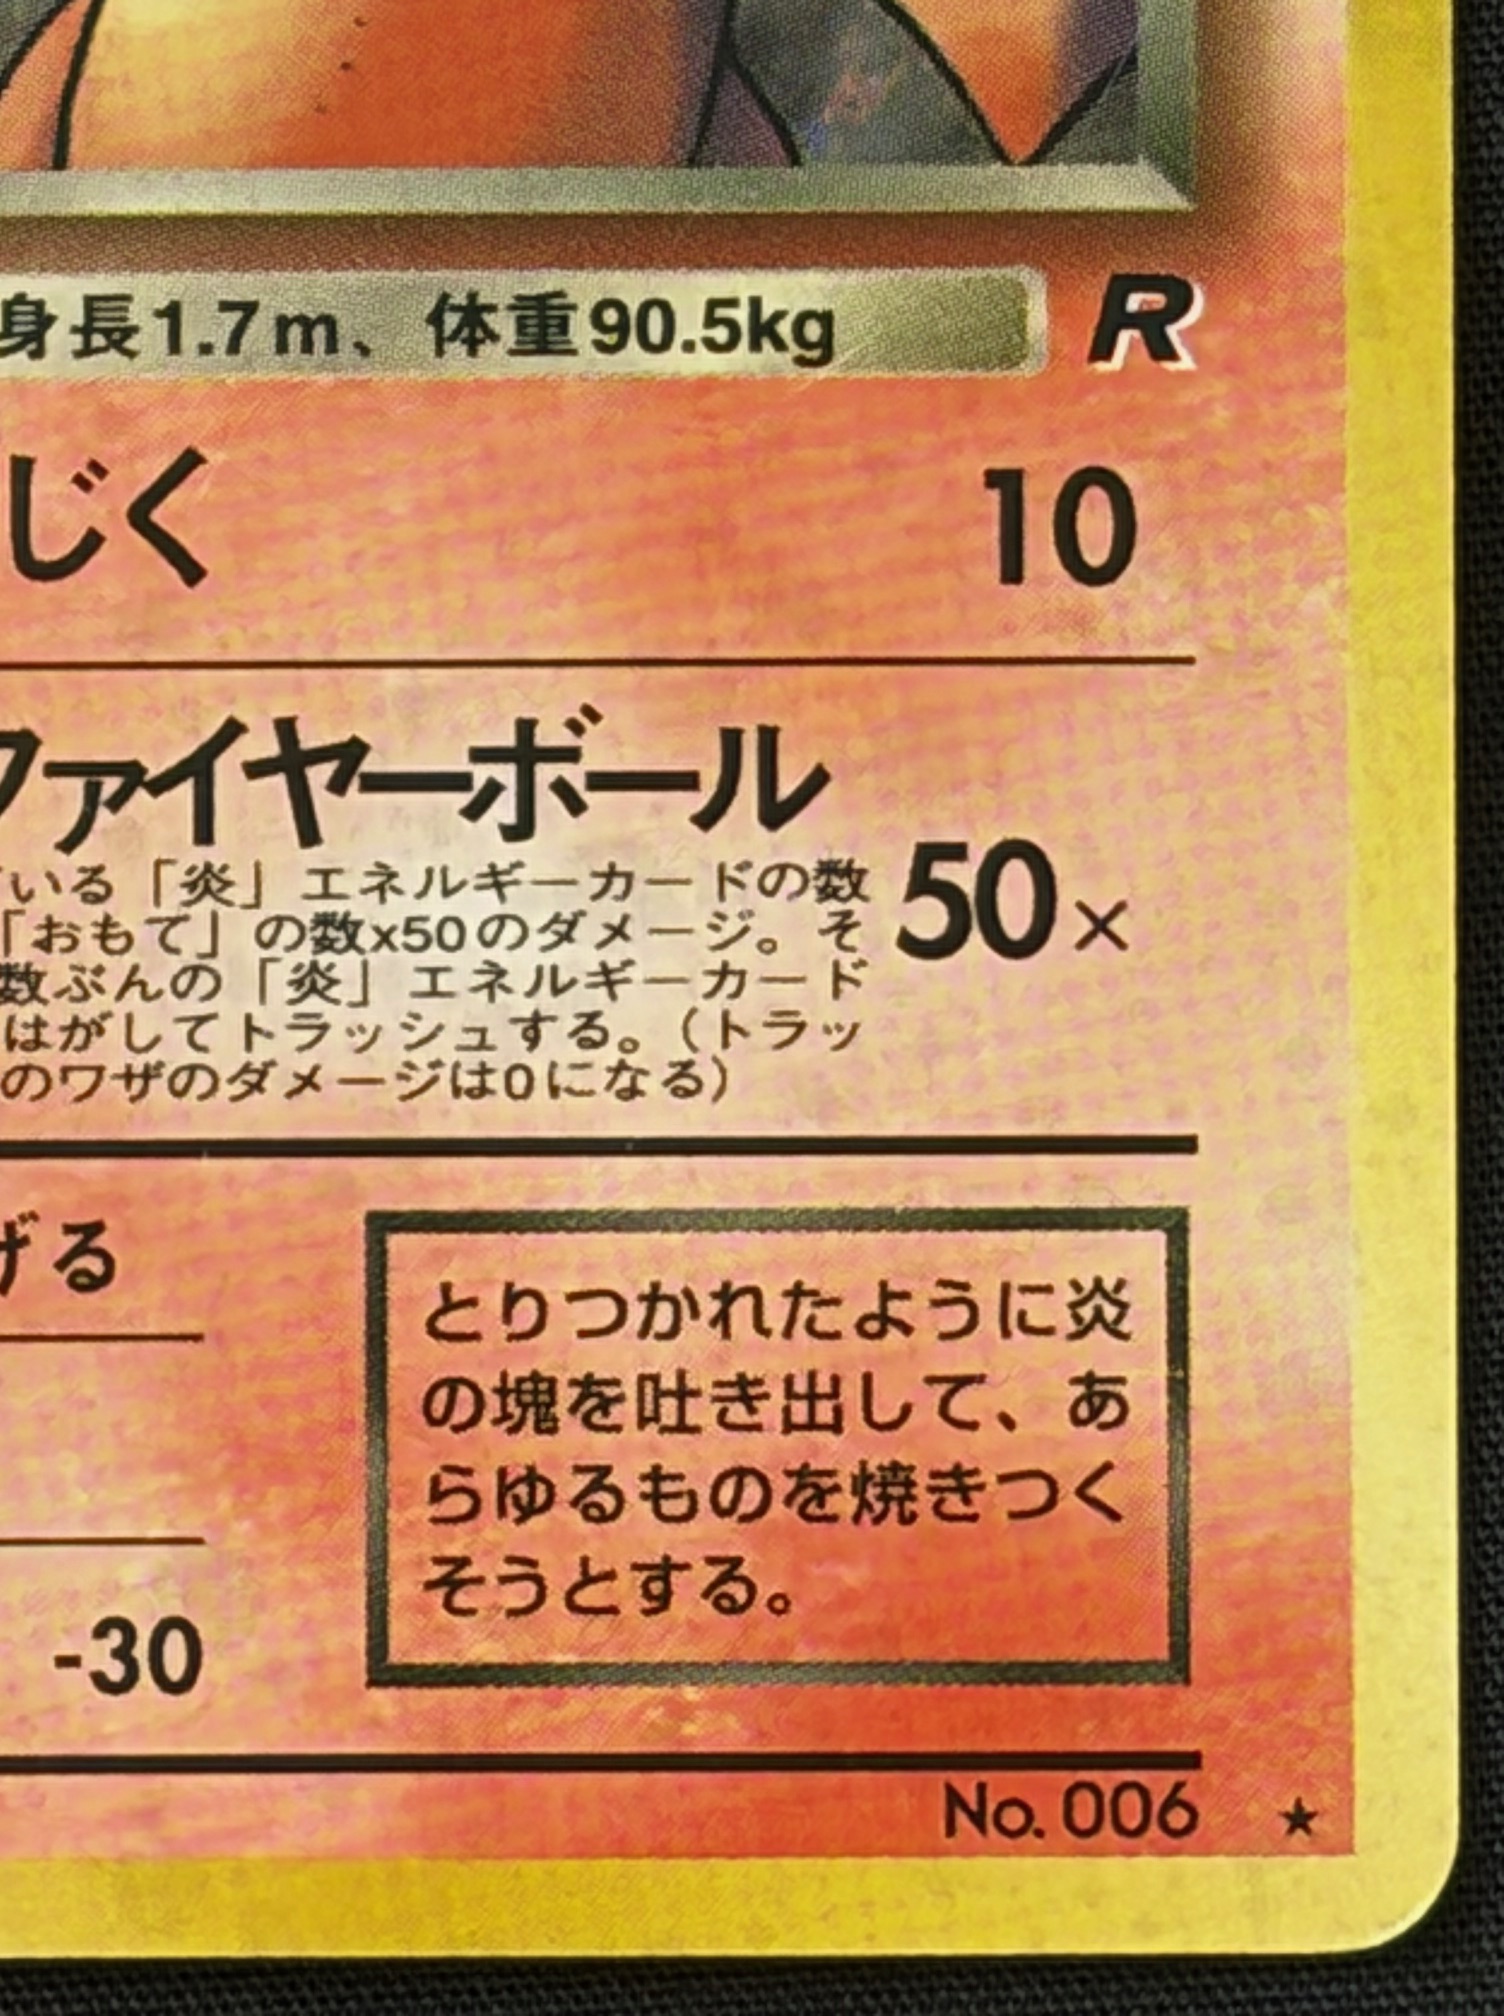 身長1.7m、体重90.5kg
R
じく 10
ファイヤーボール
いる「炎」エネルギーカードの数
「おもて」の数x50のダメージ。そ
50×
数ぶんの「炎」エネルギーカード
はがしてトラッシュする。(トラッ
のワザのダメージは0になる)
げる
とりつかれたように炎
の塊を吐き出して、あ
らゆるものを焼きつく
そうとする。
-30
No.006 ★